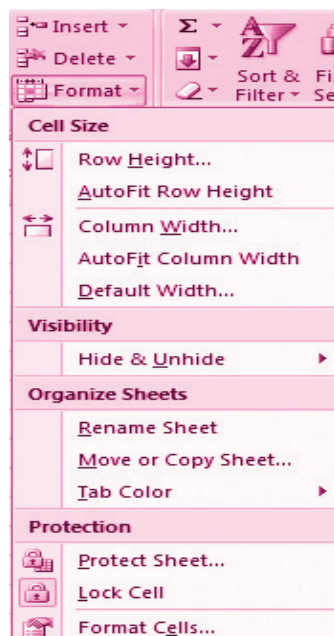 Insert
Σ
Delete
Format
Sort &
Filter
Fi
Se
Cell Size
Row Height...
AutoFit Row Height
Column Width...
AutoFit Column Width
Default Width...
Visibility
Hide & Unhide
Organize Sheets
Rename Sheet
Move or Copy Sheet...
Tab Color
Protection
Protect Sheet...
Lock Cell
Format Cells...